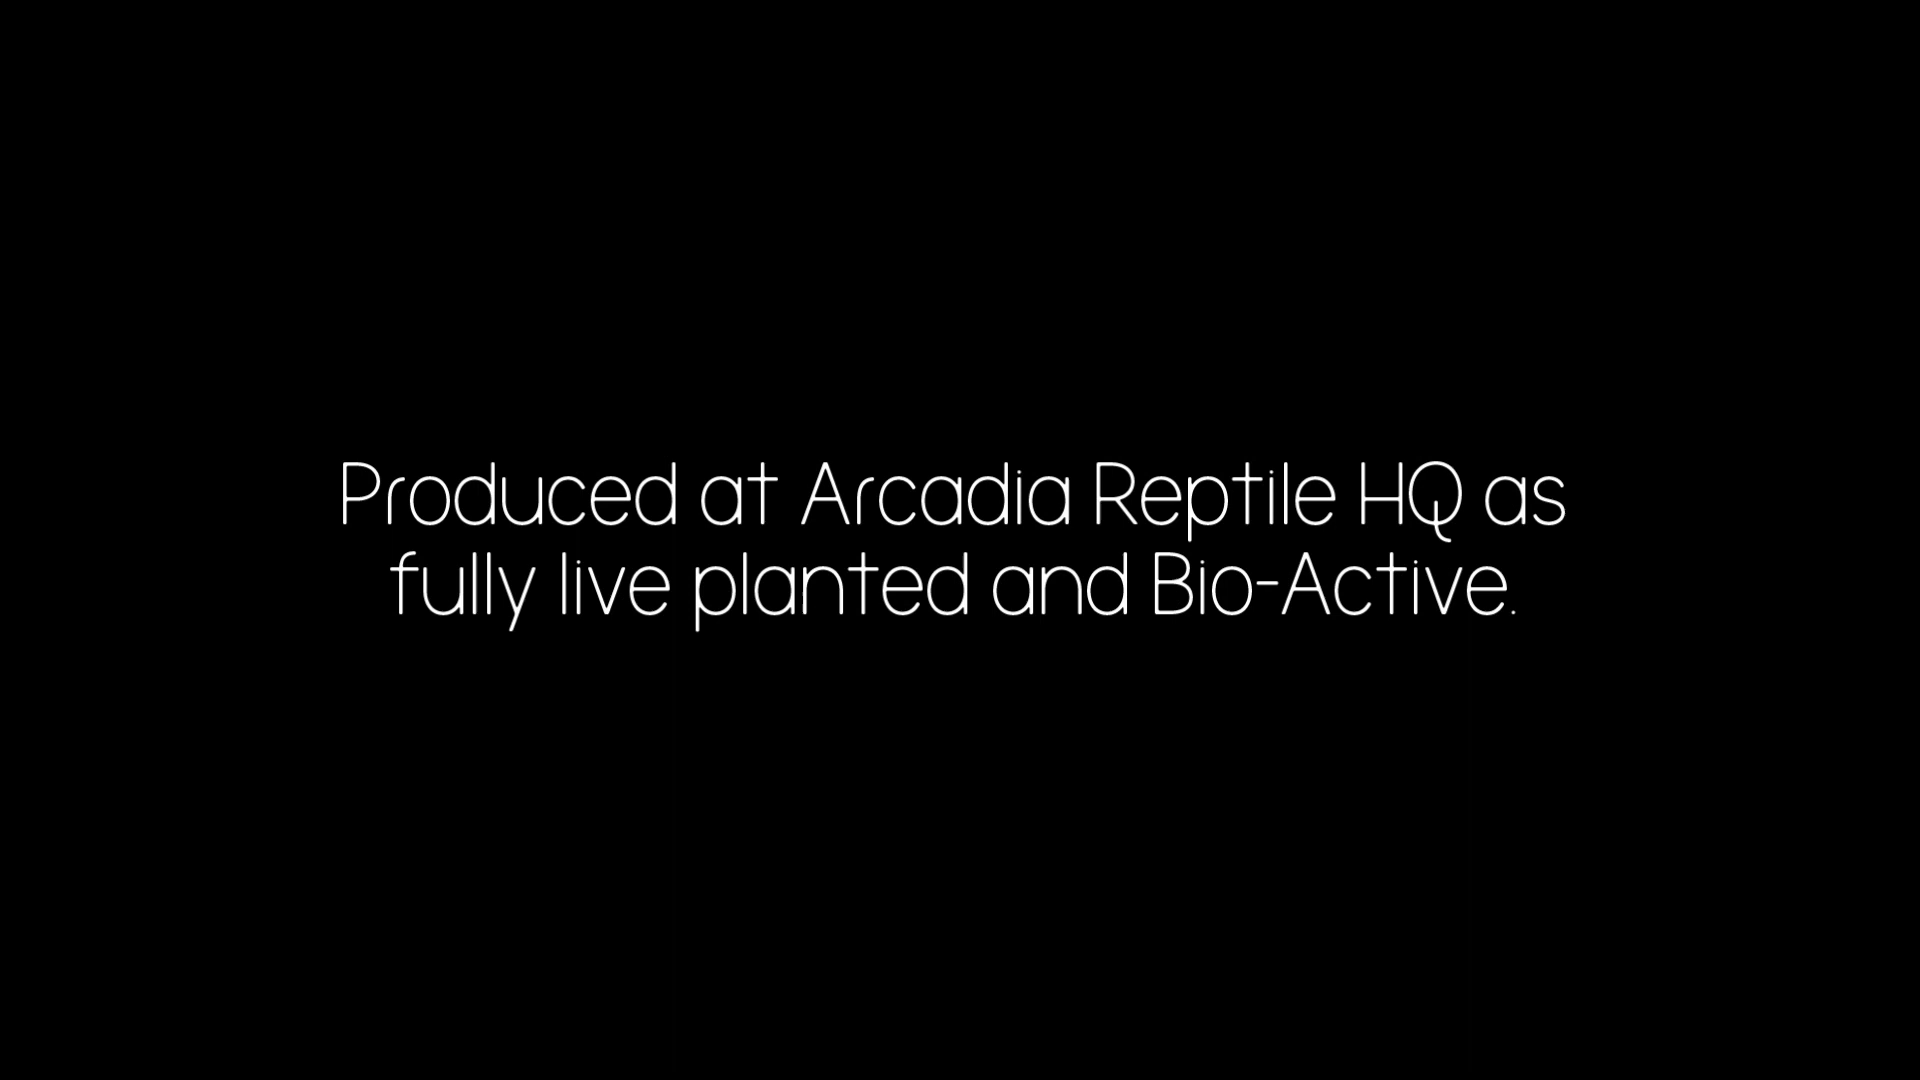 Produced at Arcadia Reptile HQ as
fully live planted and Bio-Active.